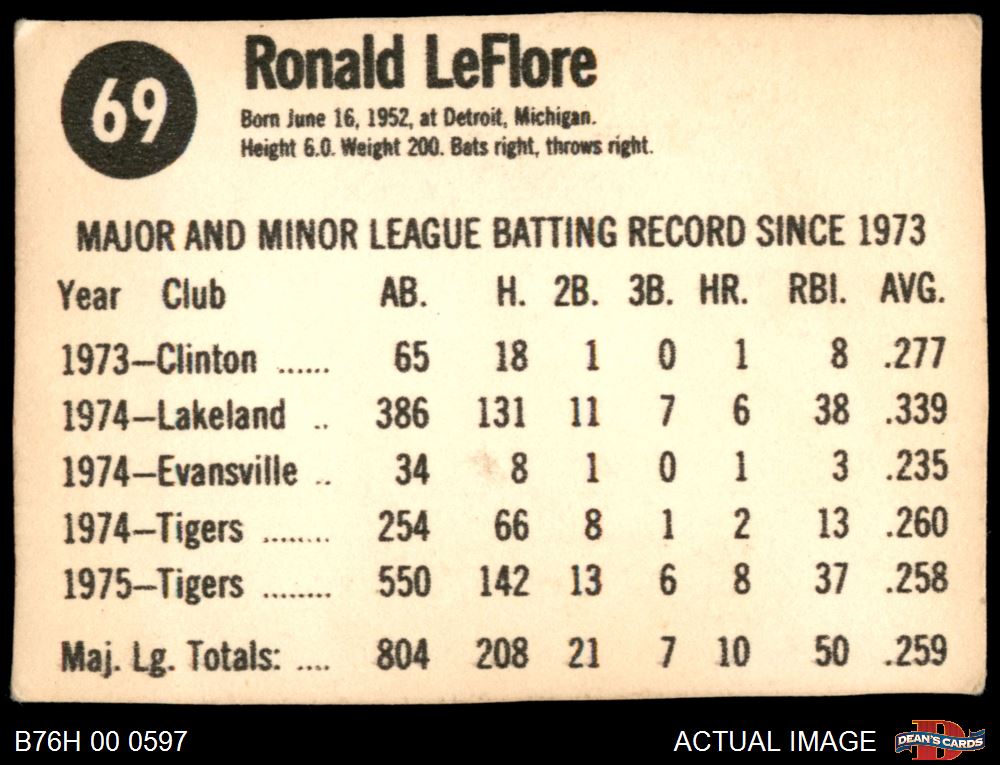 69
Ronald LeFlore
Born June 16, 1952, at Detroit, Michigan.
Height 6.0. Weight 200. Bats right, throws right.
MAJOR AND MINOR LEAGUE BATTING RECORD SINCE 1973
Year Club AB. H. 2B. 3B. HR. RBI. AVG.
1973—Clinton ...... 65 18 1 0 1 8 .277
1974—Lakeland .. 386 131 11 7 6 38 .339
1974—Evansville .. 34 8 1 0 1 3 .235
1974—Tigers ........ 254 66 8 1 2 13 .260
1975—Tigers ........ 550 142 13 6 8 37 .258
Maj. Lg. Totals: .... 804 208 21 7 10 50 .259
B76H 00 0597
ACTUAL IMAGE
DEAN'S CARDS